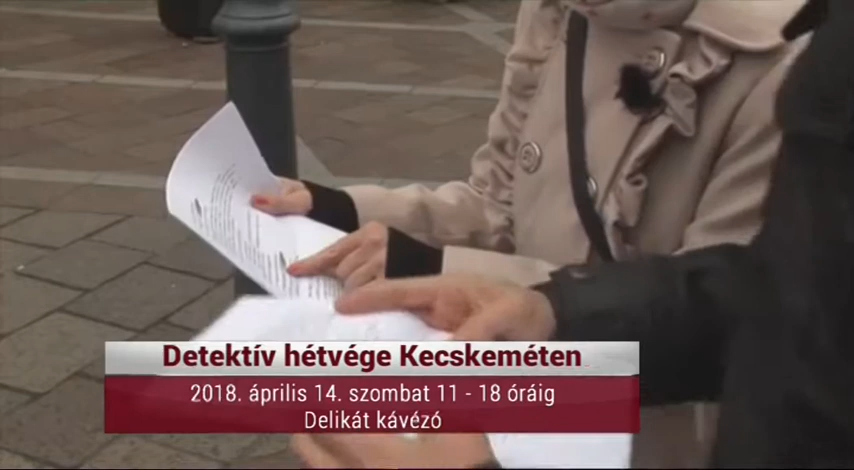 Detektív hétvége Kecskeméten
2018. április 14. szombat 11 - 18 óráig
Delikát kávézó